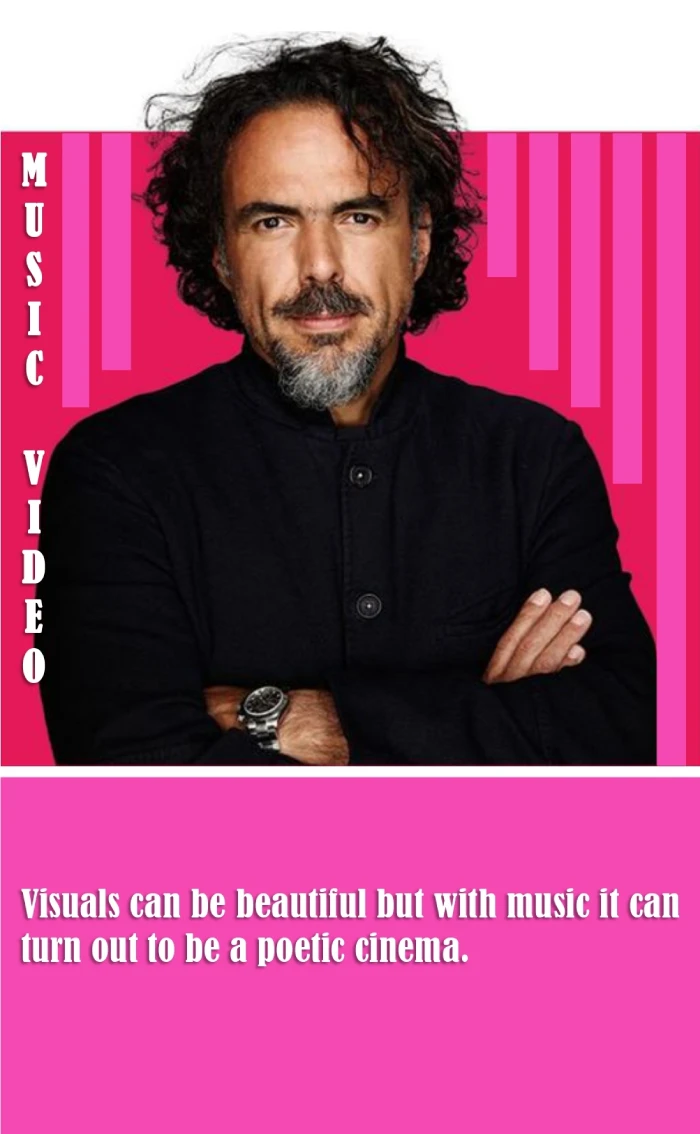 MUSIC VIDEO
Visuals can be beautiful but with music it can
turn out to be a poetic cinema.